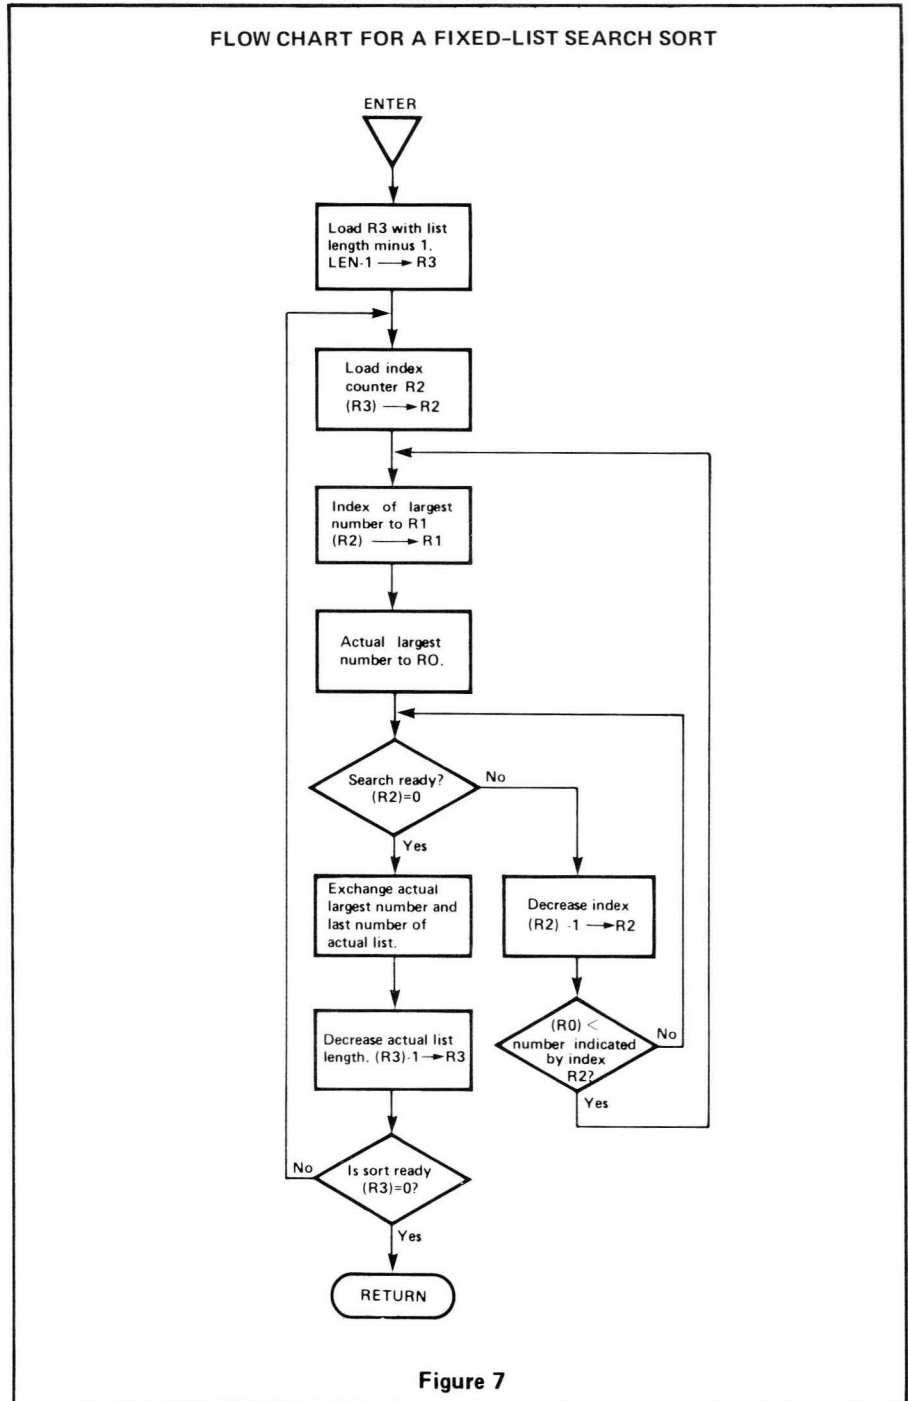 FLOW CHART FOR A FIXED-LIST SEARCH SORT
ENTER
Load R3 with list
length minus 1.
LEN-1 → R3
Load index
counter R2
(R3) → R2
Index of largest
number to R1
(R2) → R1
Actual largest
number to RO.
Search ready?
(R2)=0
No
Yes
Exchange actual
largest number and
last number of
actual list.
Decrease index
(R2) -1 → R2
Decrease actual list
length. (R3)-1 → R3
(R0) <
number indicated
by index
R2?
No
Yes
Is sort ready
(R3)=0?
No
Yes
RETURN
Figure 7